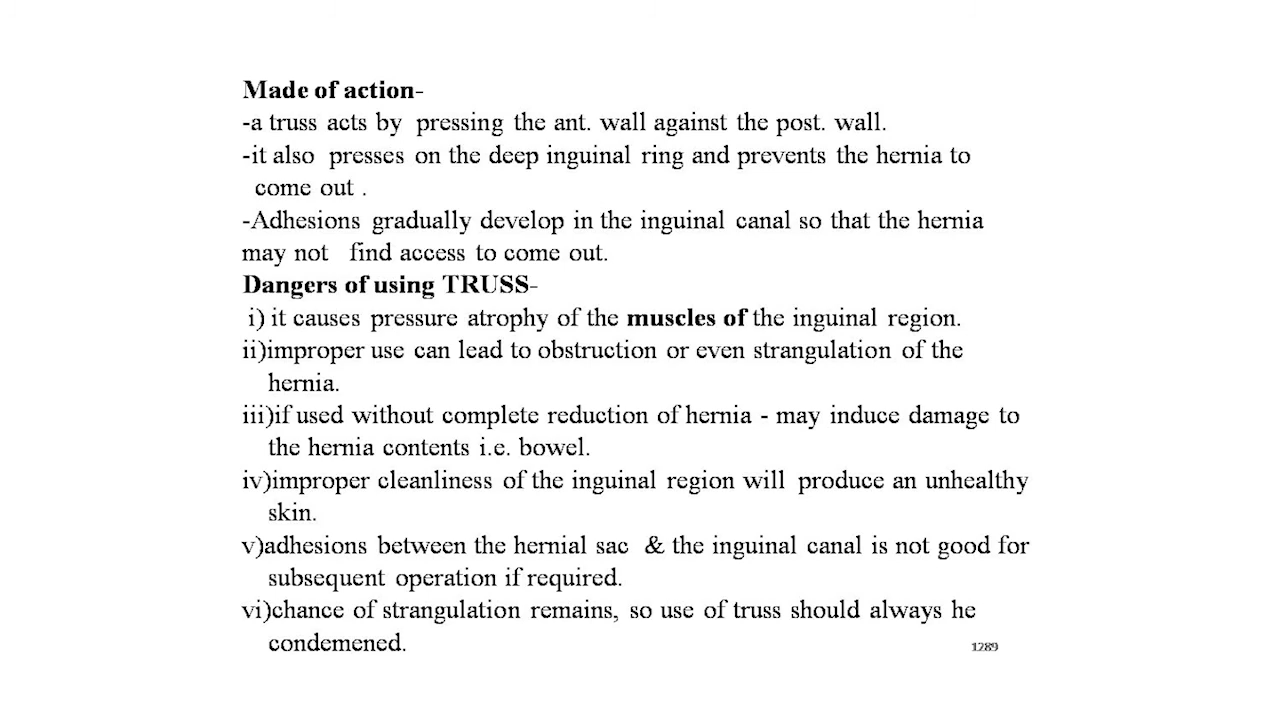 Made of action-
-a truss acts by pressing the ant. wall against the post. wall.
-it also presses on the deep inguinal ring and prevents the hernia to
come out .
-Adhesions gradually develop in the inguinal canal so that the hernia
may not find access to come out.
Dangers of using TRUSS-
i) it causes pressure atrophy of the muscles of the inguinal region.
ii)improper use can lead to obstruction or even strangulation of the
hernia.
iii)if used without complete reduction of hernia - may induce damage to
the hernia contents i.e. bowel.
iv)improper cleanliness of the inguinal region will produce an unhealthy
skin.
v)adhesions between the hernial sac & the inguinal canal is not good for
subsequent operation if required.
vi)chance of strangulation remains, so use of truss should always he
condemened.
1289